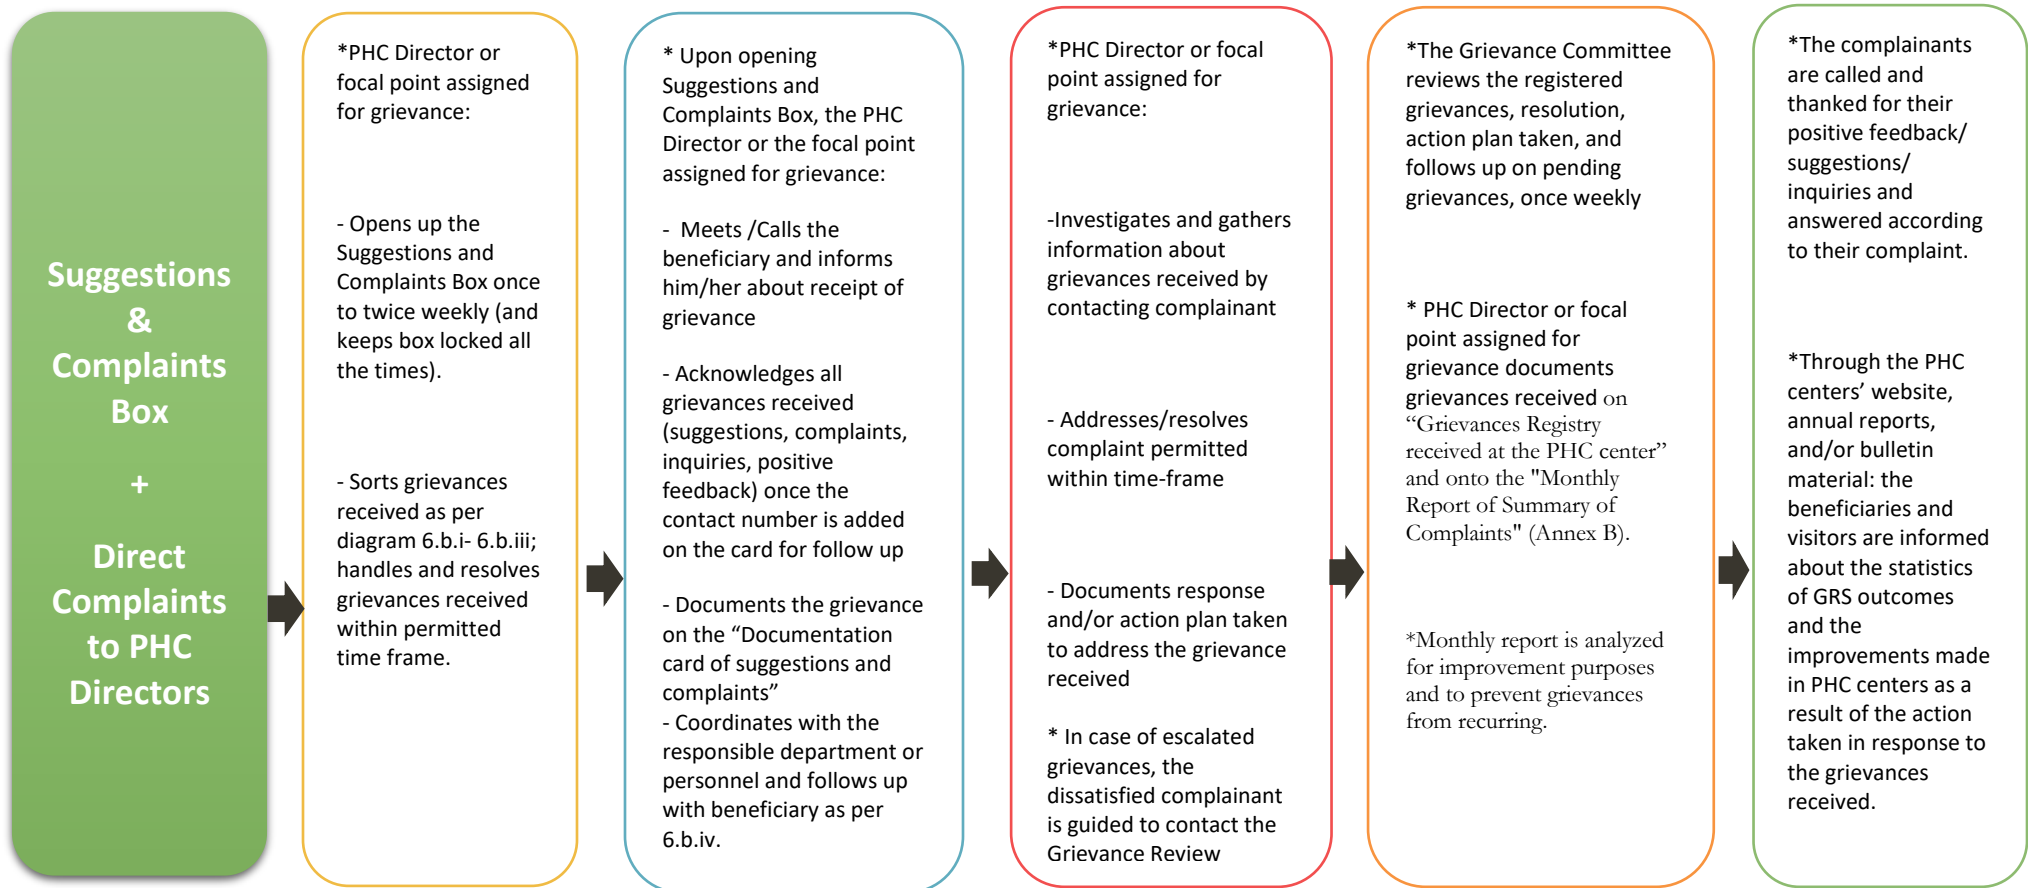 Suggestions
&
Complaints
Box
+
Direct
Complaints
to PHC
Directors
*PHC Director or
focal point assigned
for grievance:
- Opens up the
Suggestions and
Complaints Box once
to twice weekly (and
keeps box locked all
the times).
- Sorts grievances
received as per
diagram 6.b.i- 6.b.iii;
handles and resolves
grievances received
within permitted
time frame.
* Upon opening
Suggestions and
Complaints Box, the PHC
Director or the focal point
assigned for grievance:
- Meets /Calls the
beneficiary and informs
him/her about receipt of
grievance
- Acknowledges all
grievances received
(suggestions, complaints,
inquiries, positive
feedback) once the
contact number is added
on the card for follow up
- Documents the grievance
on the “Documentation
card of suggestions and
complaints”
- Coordinates with the
responsible department or
personnel and follows up
with beneficiary as per
6.b.iv.
*PHC Director or focal
point assigned for
grievance:
-Investigates and gathers
information about
grievances received by
contacting complainant
- Addresses/resolves
complaint permitted
within time-frame
- Documents response
and/or action plan taken
to address the grievance
received
* In case of escalated
grievances, the
dissatisfied complainant
is guided to contact the
Grievance Review
*The Grievance Committee
reviews the registered
grievances, resolution,
action plan taken, and
follows up on pending
grievances, once weekly
* PHC Director or focal
point assigned for
grievance documents
grievances received on
“Grievances Registry
received at the PHC center”
and onto the "Monthly
Report of Summary of
Complaints" (Annex B).
*Monthly report is analyzed
for improvement purposes
and to prevent grievances
from recurring.
*The complainants
are called and
thanked for their
positive feedback/
suggestions/
inquiries and
answered according
to their complaint.
*Through the PHC
centers’ website,
annual reports,
and/or bulletin
material: the
beneficiaries and
visitors are informed
about the statistics
of GRS outcomes
and the
improvements made
in PHC centers as a
result of the action
taken in response to
the grievances
received.